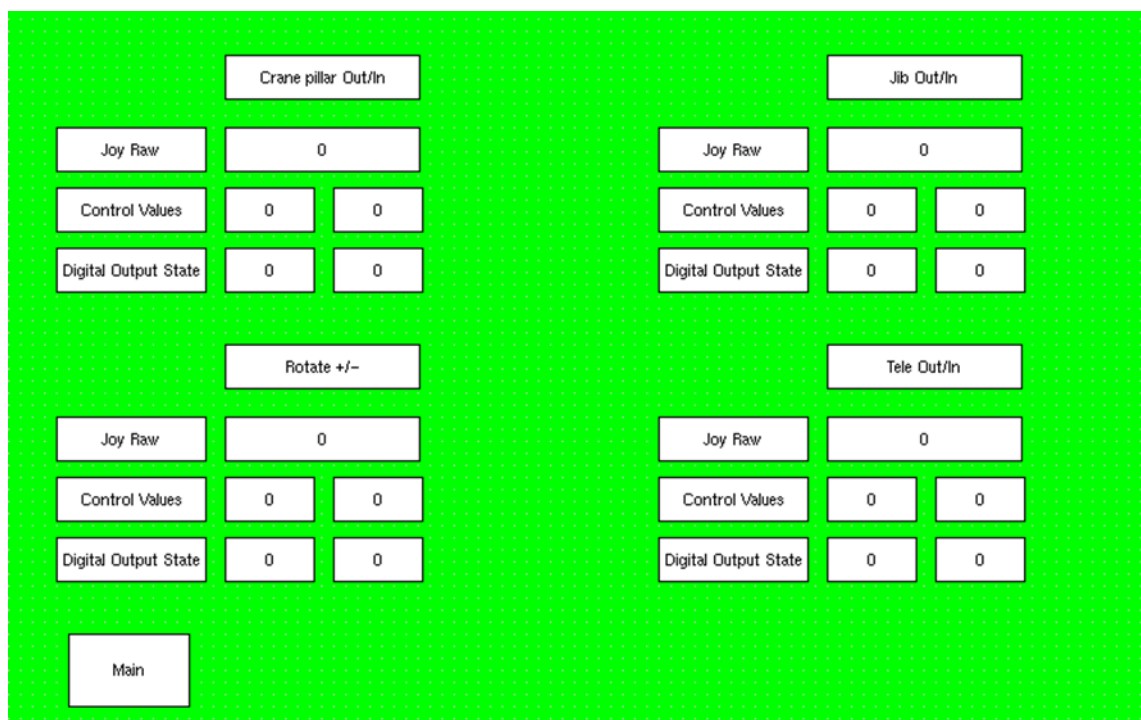 Crane pillar Out/In
Jib Out/In
Joy Raw 0
Joy Raw 0
Control Values 0 0
Control Values 0 0
Digital Output State 0 0
Digital Output State 0 0
Rotate +/-
Tele Out/In
Joy Raw 0
Joy Raw 0
Control Values 0 0
Control Values 0 0
Digital Output State 0 0
Digital Output State 0 0
Main